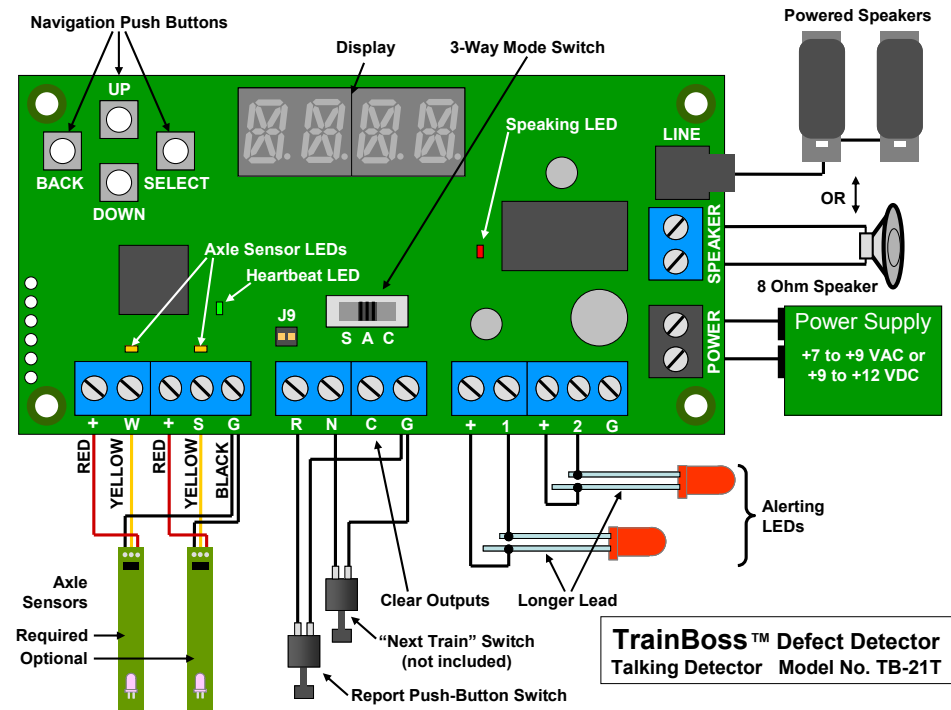 Navigation Push Buttons
Display
3-Way Mode Switch
Powered Speakers
UP
BACK
SELECT
DOWN
Speaking LED
LINE
OR
SPEAKER
8 Ohm Speaker
Axle Sensor LEDs
Heartbeat LED
J9
S A C
POWER
Power Supply
+7 to +9 VAC or
+9 to +12 VDC
+ W + S G
R N C G
+ 1 + 2 G
RED
YELLOW
RED
YELLOW
BLACK
Alerting
LEDs
Axle
Sensors
Required
Optional
Clear Outputs
Longer Lead
“Next Train” Switch
(not included)
Report Push-Button Switch
TrainBoss™ Defect Detector
Talking Detector Model No. TB-21T